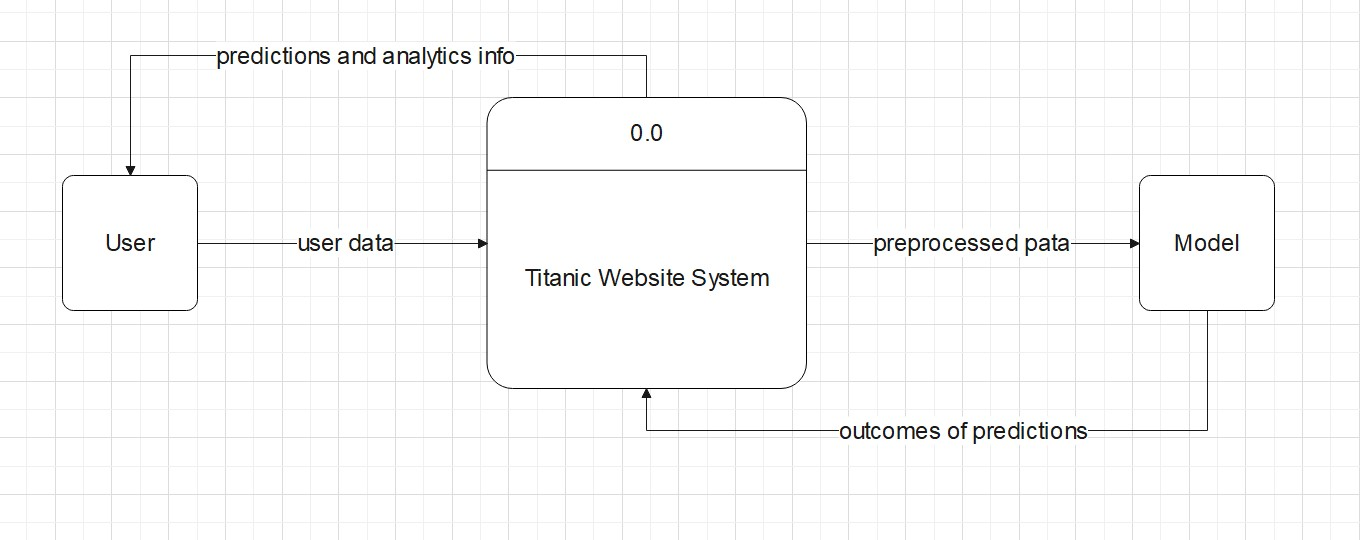 predictions and analytics info
0.0
User
user data
Titanic Website System
preprocessed pata
Model
outcomes of predictions